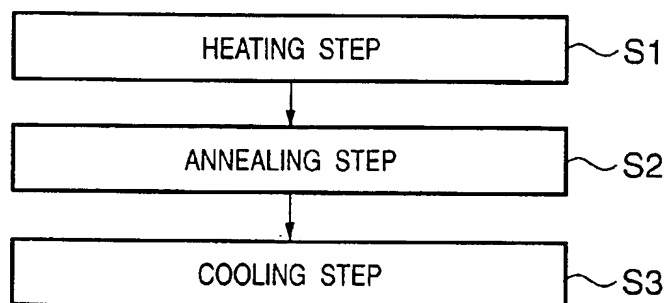 HEATING STEP S1
ANNEALING STEP S2
COOLING STEP S3